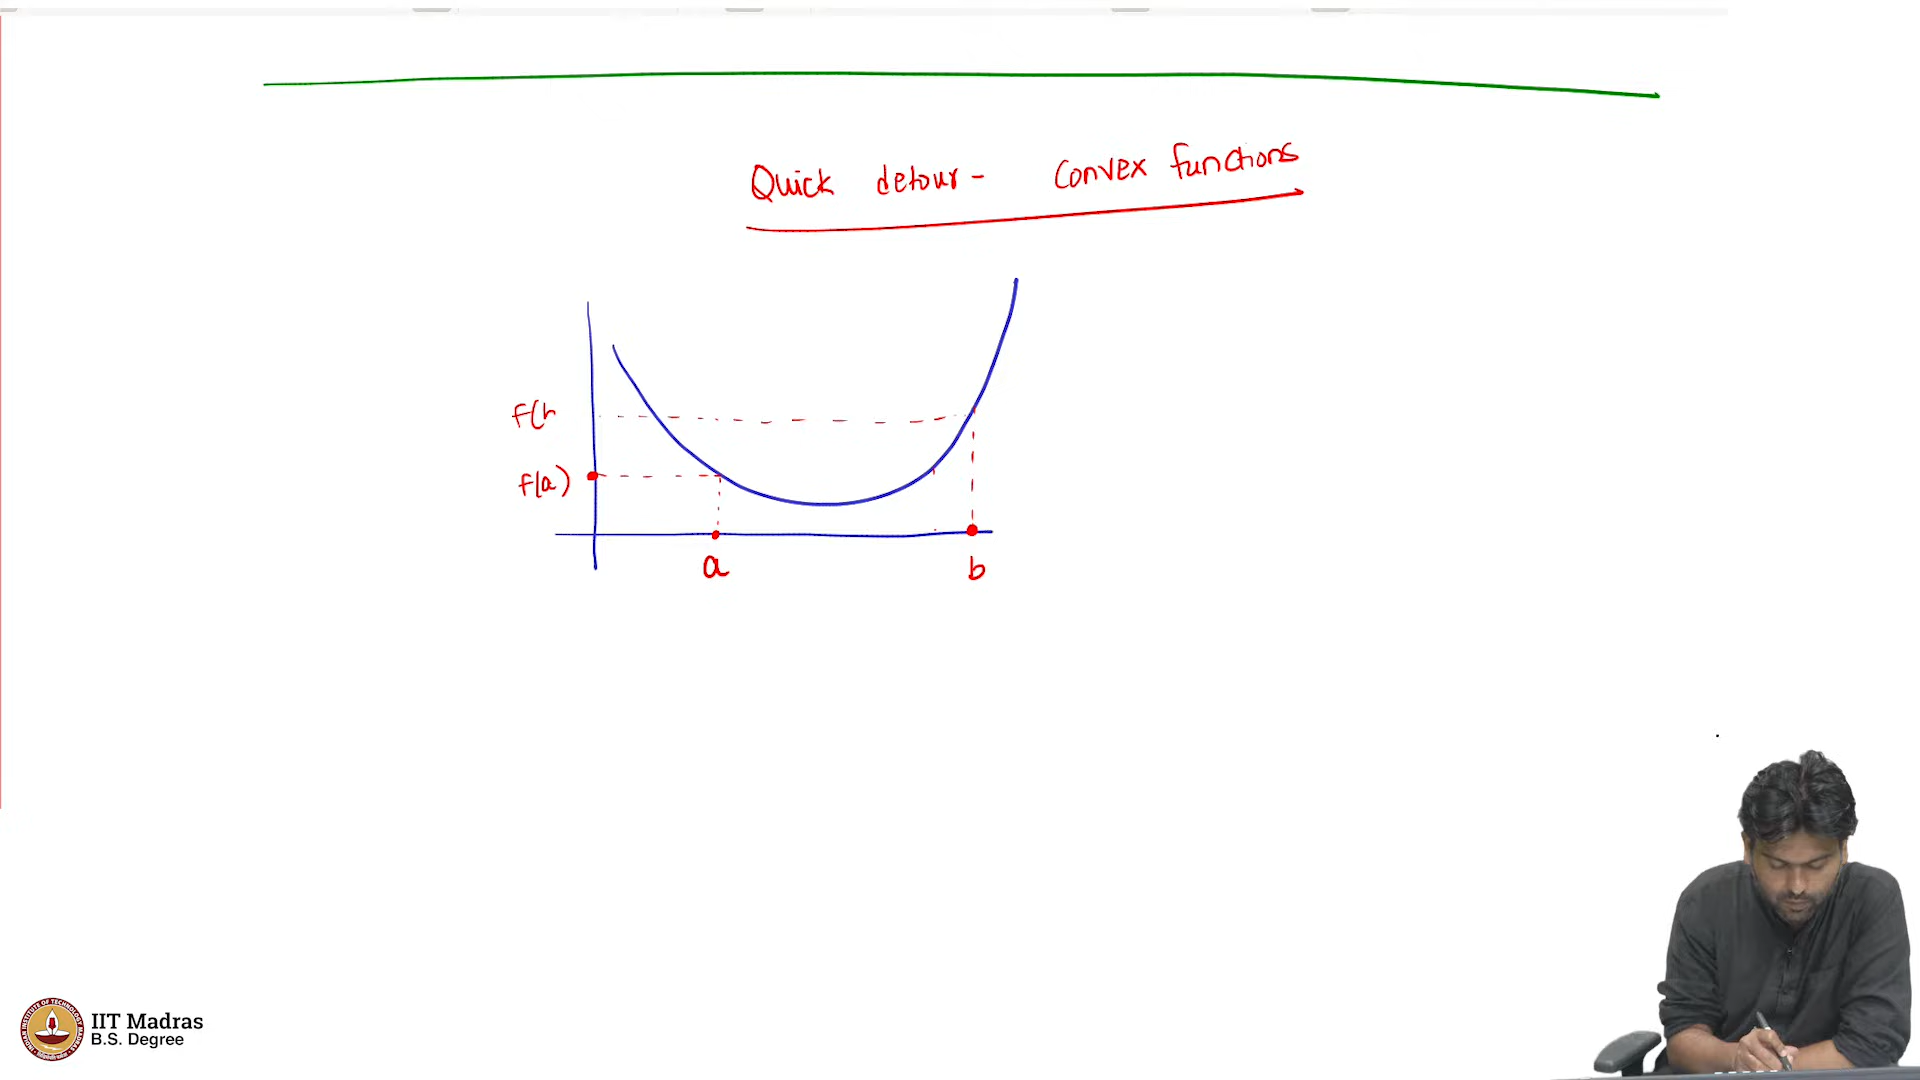 Quick detour - Convex functions
f(b
f(a)
a
b
IIT Madras
B.S. Degree